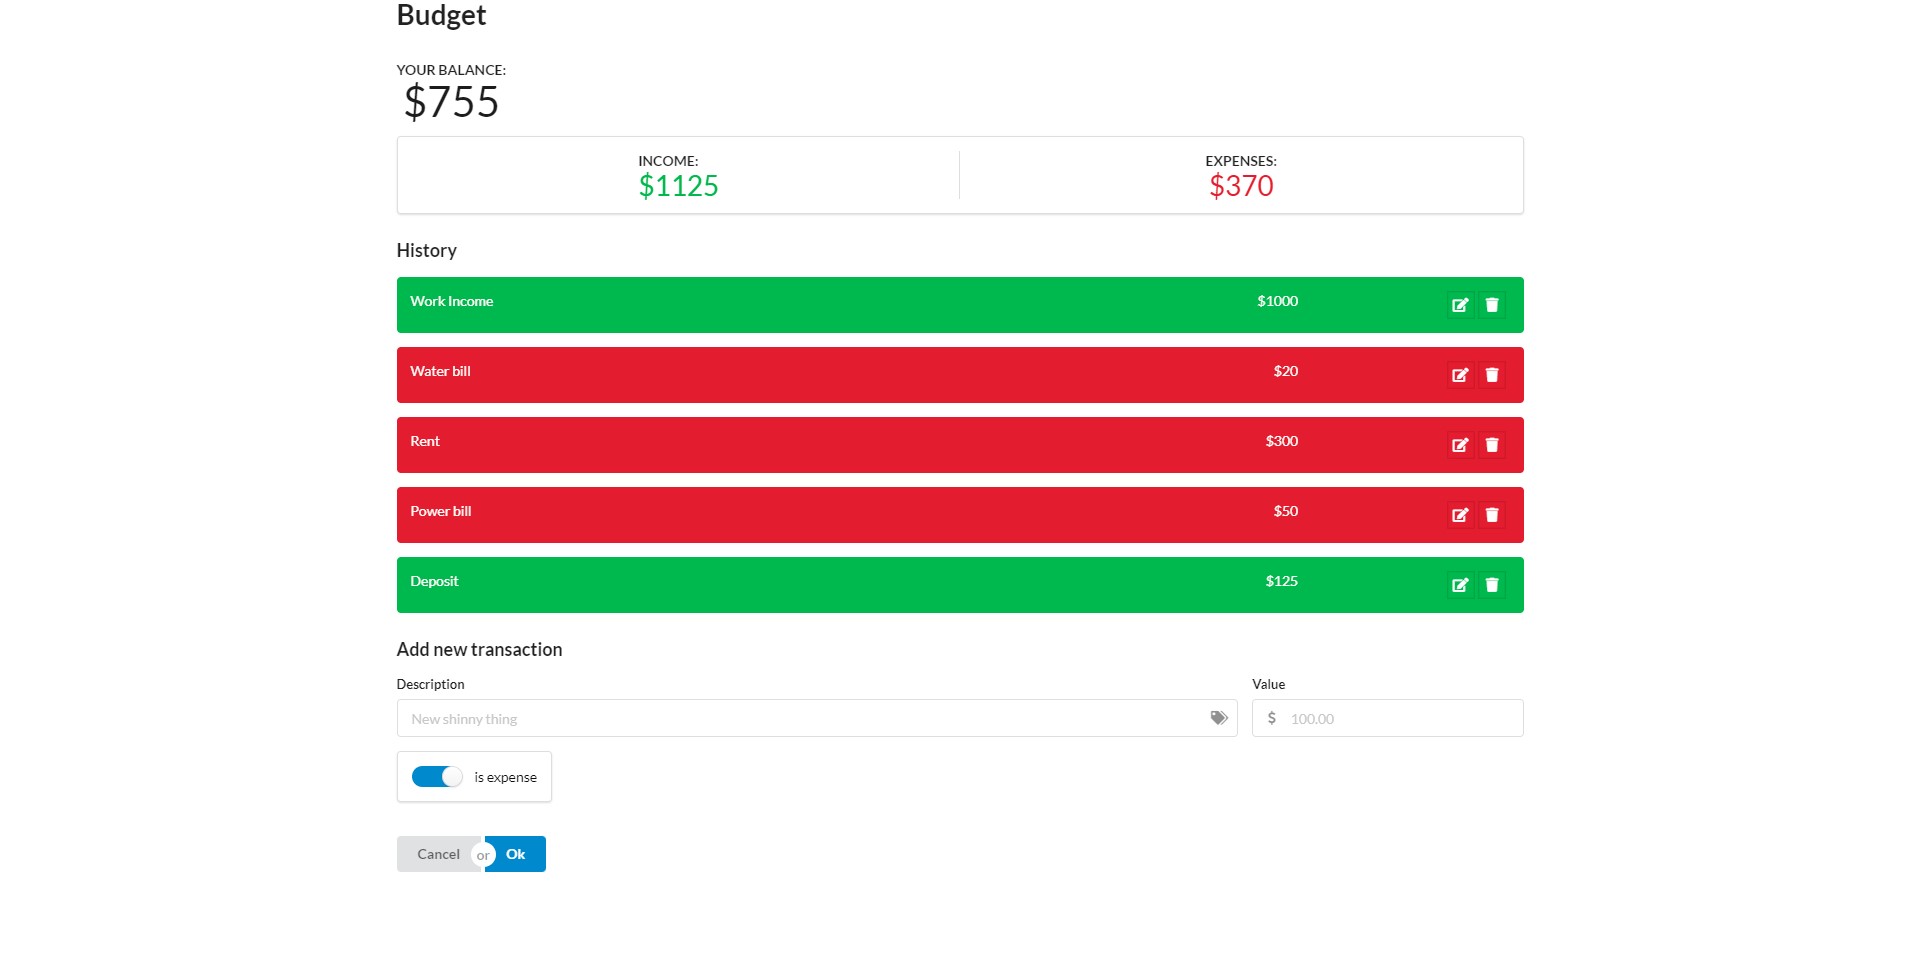 Budget
YOUR BALANCE:
$755
INCOME: EXPENSES:
$1125 $370
History
Work Income $1000
Water bill $20
Rent $300
Power bill $50
Deposit $125
Add new transaction
Description Value
New shinny thing $ 100.00
is expense
Cancel or Ok